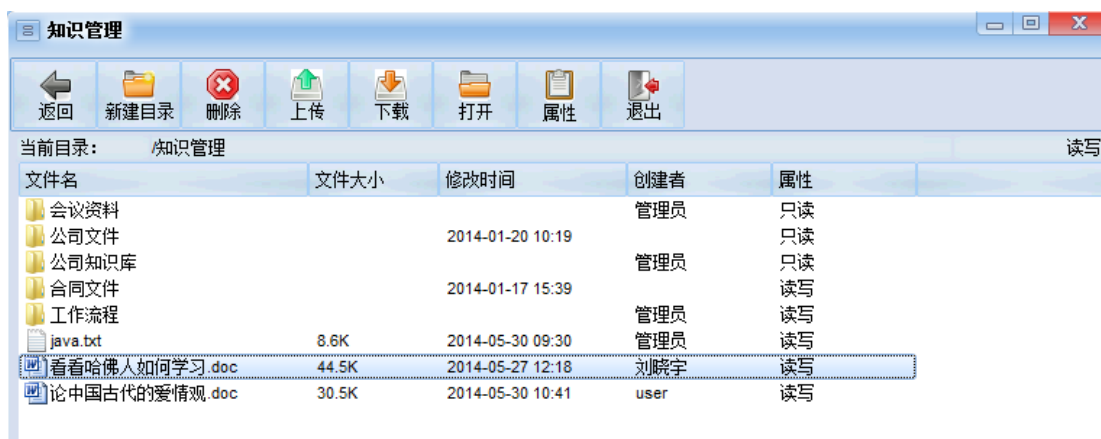 知识管理
返回 新建目录 删除 上传 下载 打开 属性 退出
当前目录: /知识管理 读写
文件名 文件大小 修改时间 创建者 属性
会议资料 管理员 只读
公司文件 2014-01-20 10:19 只读
公司知识库 管理员 只读
合同文件 2014-01-17 15:39 读写
工作流程 管理员 读写
java.txt 8.6K 2014-05-30 09:30 管理员 读写
看看哈佛人如何学习.doc 44.5K 2014-05-27 12:18 刘晓宇 读写
论中国古代的爱情观.doc 30.5K 2014-05-30 10:41 user 读写